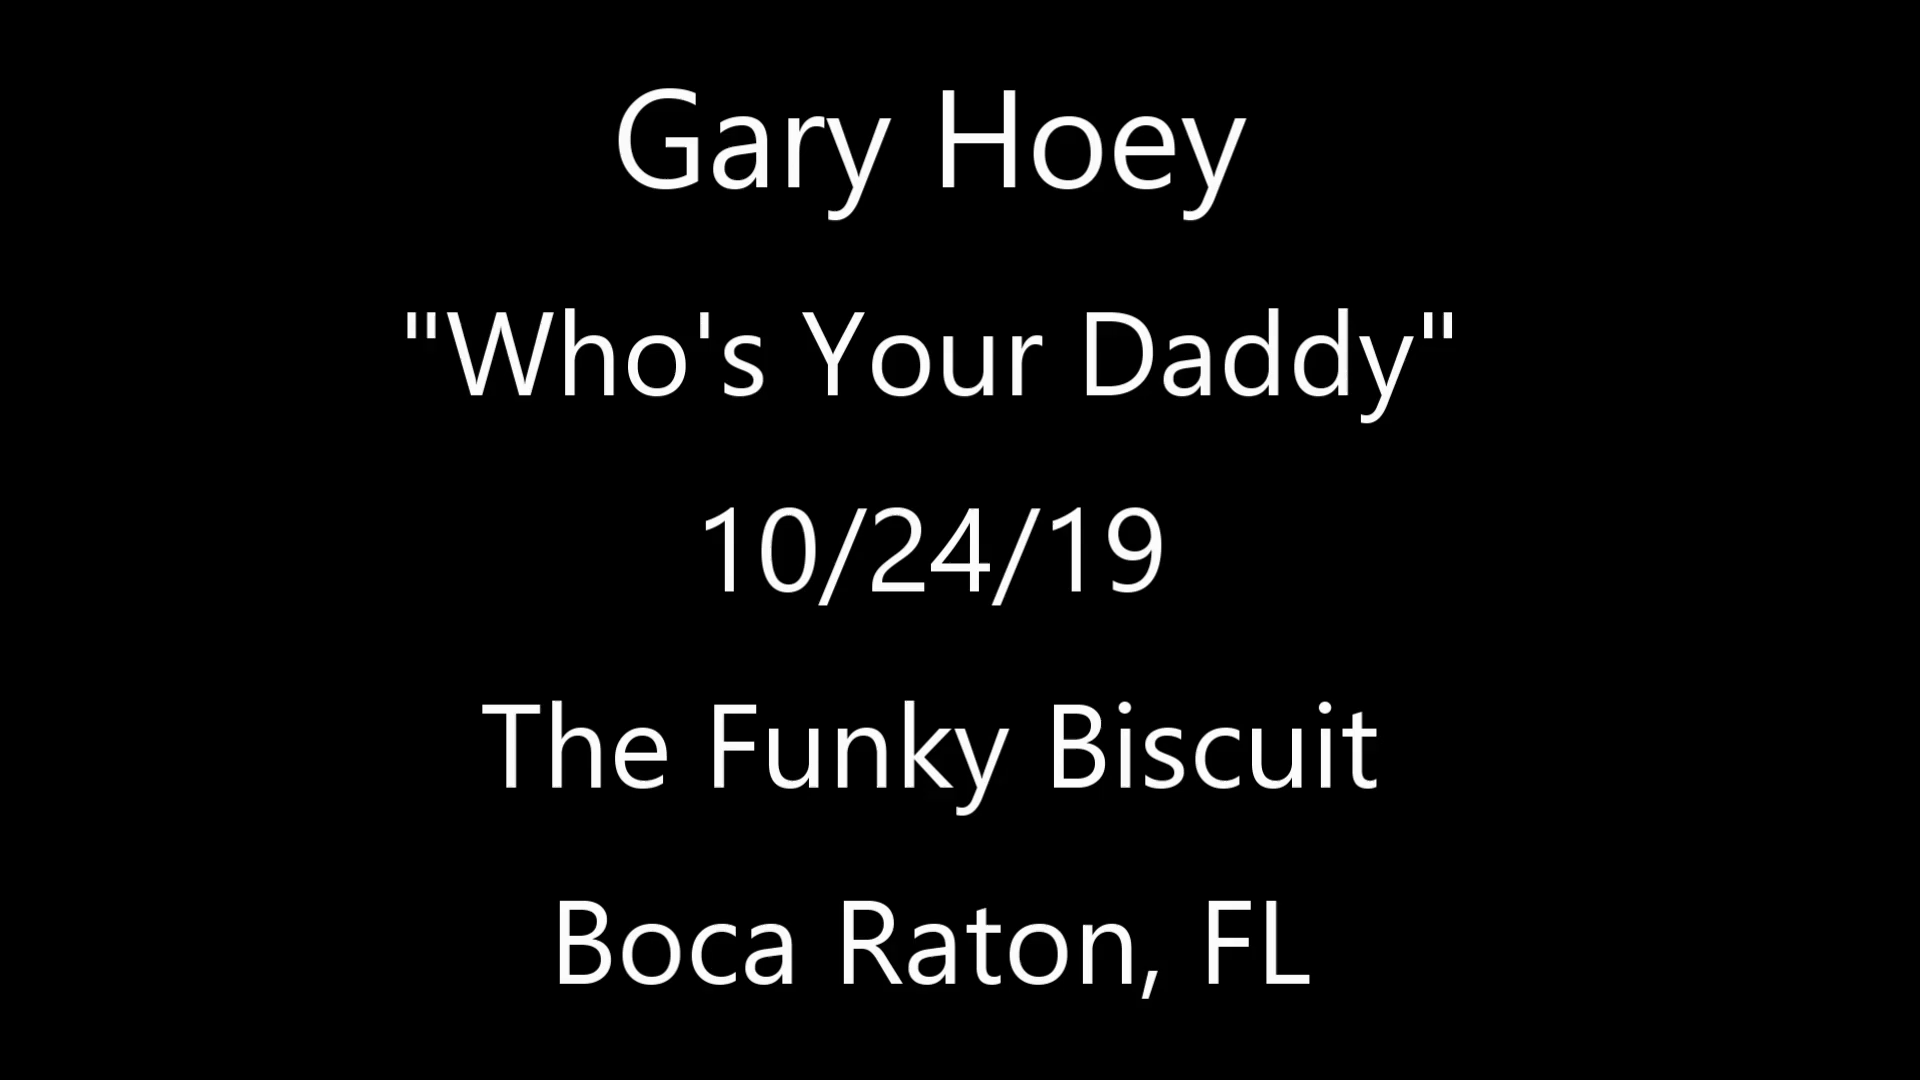 Gary Hoey
"Who's Your Daddy"
10/24/19
The Funky Biscuit
Boca Raton, FL